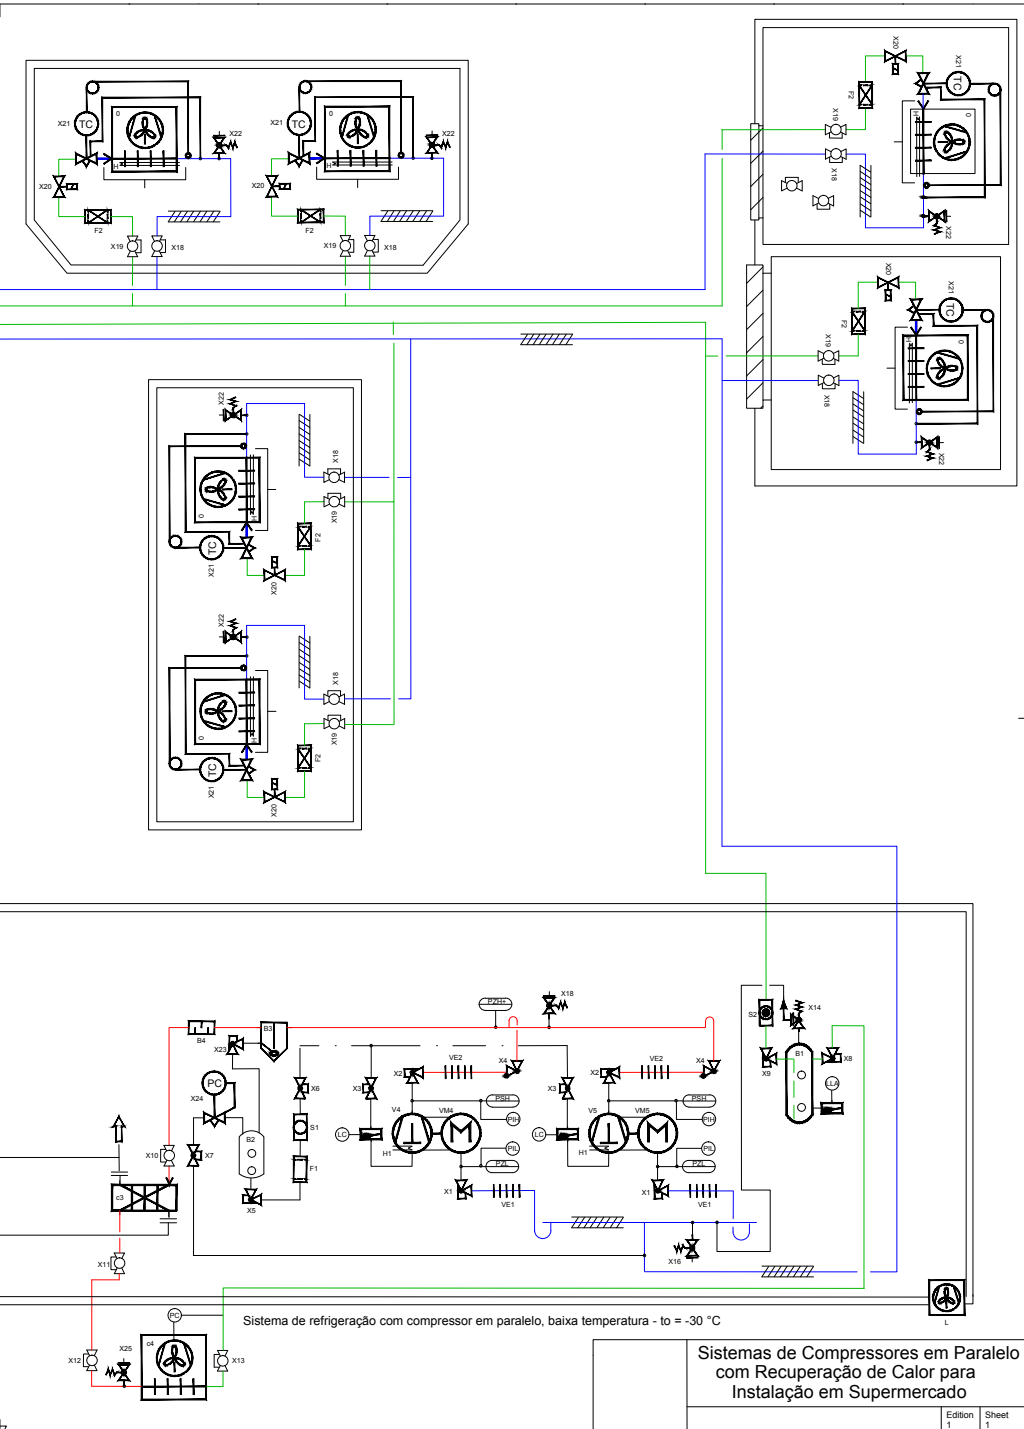 X20
X21
TC
X19
F2
0
H
X18
X22
0
X21
TC
X22
H
X20
F2
X19
X18
0
X21
TC
X22
H
X20
F2
X19
X18
X20
X21
TC
F2
X19
0
H
X18
X22
X22
X18
X19
0
H
F2
TC
X21
X20
X22
X18
X19
0
H
F2
TC
X21
X20
PZH+
X18
S2
X14
B4
B3
X23
VE2
X4
VE2
X4
X2
X2
B1
X9
X8
PC
X24
X6
X3
X3
LLA
V4
VM4
PSH
V5
VM5
PSH
PIH
PIH
S1
LC
LC
B2
X10
X7
H1
PIL
H1
PIL
F1
PZL
PZL
c3
X5
X1
VE1
X1
VE1
X16
X11
L
PC
Sistema de refrigeração com compressor em paralelo, baixa temperatura - to = -30 °C
c4
X12
X25
X13
Sistemas de Compressores em Paralelo
com Recuperação de Calor para
Instalação em Supermercado
Edition
1
Sheet
1